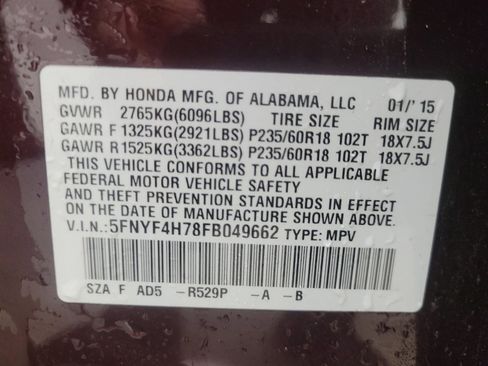 MFD. BY HONDA MFG. OF ALABAMA, LLC 01/'15
GVWR 2765KG(6096LBS) TIRE SIZE RIM SIZE
GAWR F 1325KG(2921LBS) P235/60R18 102T 18X7.5J
GAWR R 1525KG(3362LBS) P235/60R18 102T 18X7.5J
THIS VEHICLE CONFORMS TO ALL APPLICABLE
FEDERAL MOTOR VEHICLE SAFETY
AND THEFT PREVENTION STANDARDS IN EFFECT ON THE
DATE OF MANUFACTURE SHOWN ABOVE.
V.I.N.: 5FNYF4H78FB049662 TYPE: MPV
SZA F AD5 -R529P -A -B